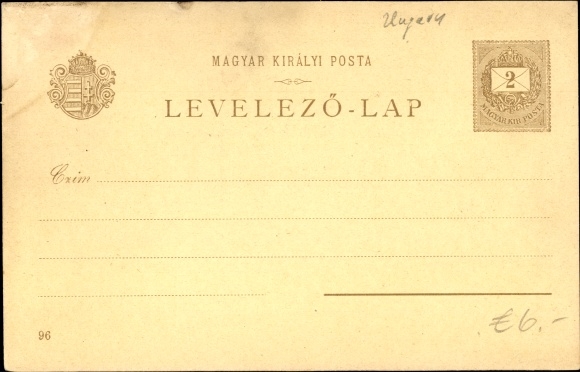 Ungarn
MAGYAR KIRÁLYI POSTA
LEVELEZŐ-LAP
2
MAGYAR KIR. POSTA
Czím
€6.-
96